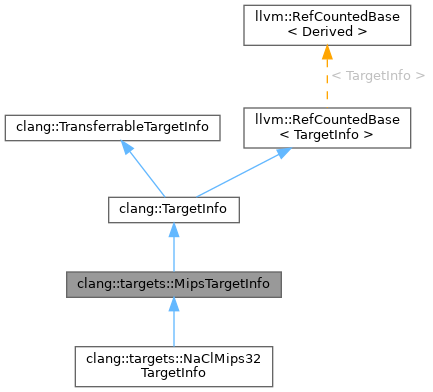 llvm::RefCountedBase
< Derived >
< TargetInfo >
clang::TransferrableTargetInfo
llvm::RefCountedBase
< TargetInfo >
clang::TargetInfo
clang::targets::MipsTargetInfo
clang::targets::NaClMips32
TargetInfo